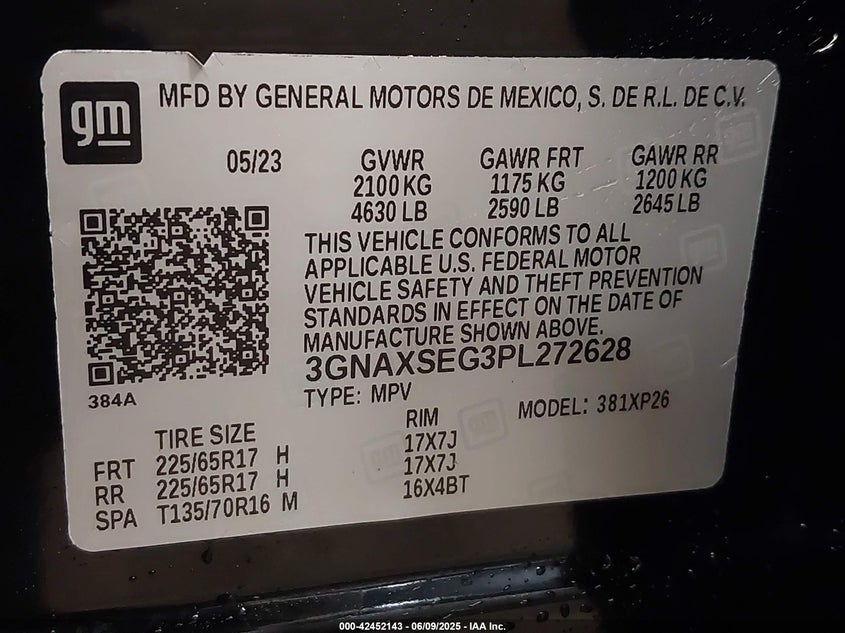 gm
MFD BY GENERAL MOTORS DE MEXICO, S. DE R.L. DE C.V.
05/23 GVWR GAWR FRT GAWR RR
2100 KG 1175 KG 1200 KG
4630 LB 2590 LB 2645 LB
THIS VEHICLE CONFORMS TO ALL
APPLICABLE U.S. FEDERAL MOTOR
VEHICLE SAFETY AND THEFT PREVENTION
STANDARDS IN EFFECT ON THE DATE OF
MANUFACTURE SHOWN ABOVE.
3GNAXSEG3PL272628
384A
TYPE: MPV MODEL: 381XP26
TIRE SIZE RIM
FRT 225/65R17 H 17X7J
RR 225/65R17 H 17X7J
SPA T135/70R16 M 16X4BT
000-42452143 - 06/09/2025 - IAA Inc.